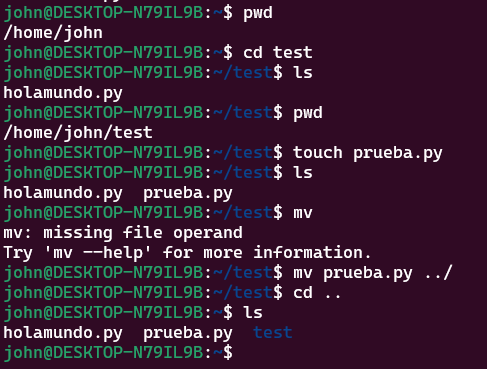 john@DESKTOP-N79IL9B:~$ pwd
/home/john
john@DESKTOP-N79IL9B:~$ cd test
john@DESKTOP-N79IL9B:~/test$ ls
holamundo.py
john@DESKTOP-N79IL9B:~/test$ pwd
/home/john/test
john@DESKTOP-N79IL9B:~/test$ touch prueba.py
john@DESKTOP-N79IL9B:~/test$ ls
holamundo.py  prueba.py
john@DESKTOP-N79IL9B:~/test$ mv
mv: missing file operand
Try 'mv --help' for more information.
john@DESKTOP-N79IL9B:~/test$ mv prueba.py ../
john@DESKTOP-N79IL9B:~/test$ cd ..
john@DESKTOP-N79IL9B:~$ ls
holamundo.py  prueba.py  test
john@DESKTOP-N79IL9B:~$